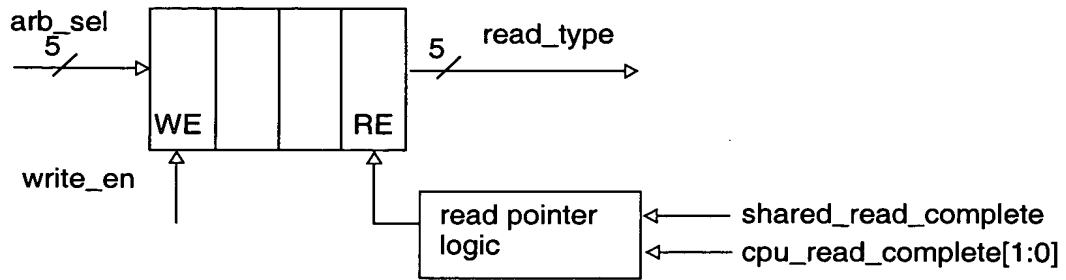 arb_sel
5
5
read_type
WE
RE
write_en
read pointer
logic
shared_read_complete
cpu_read_complete[1:0]